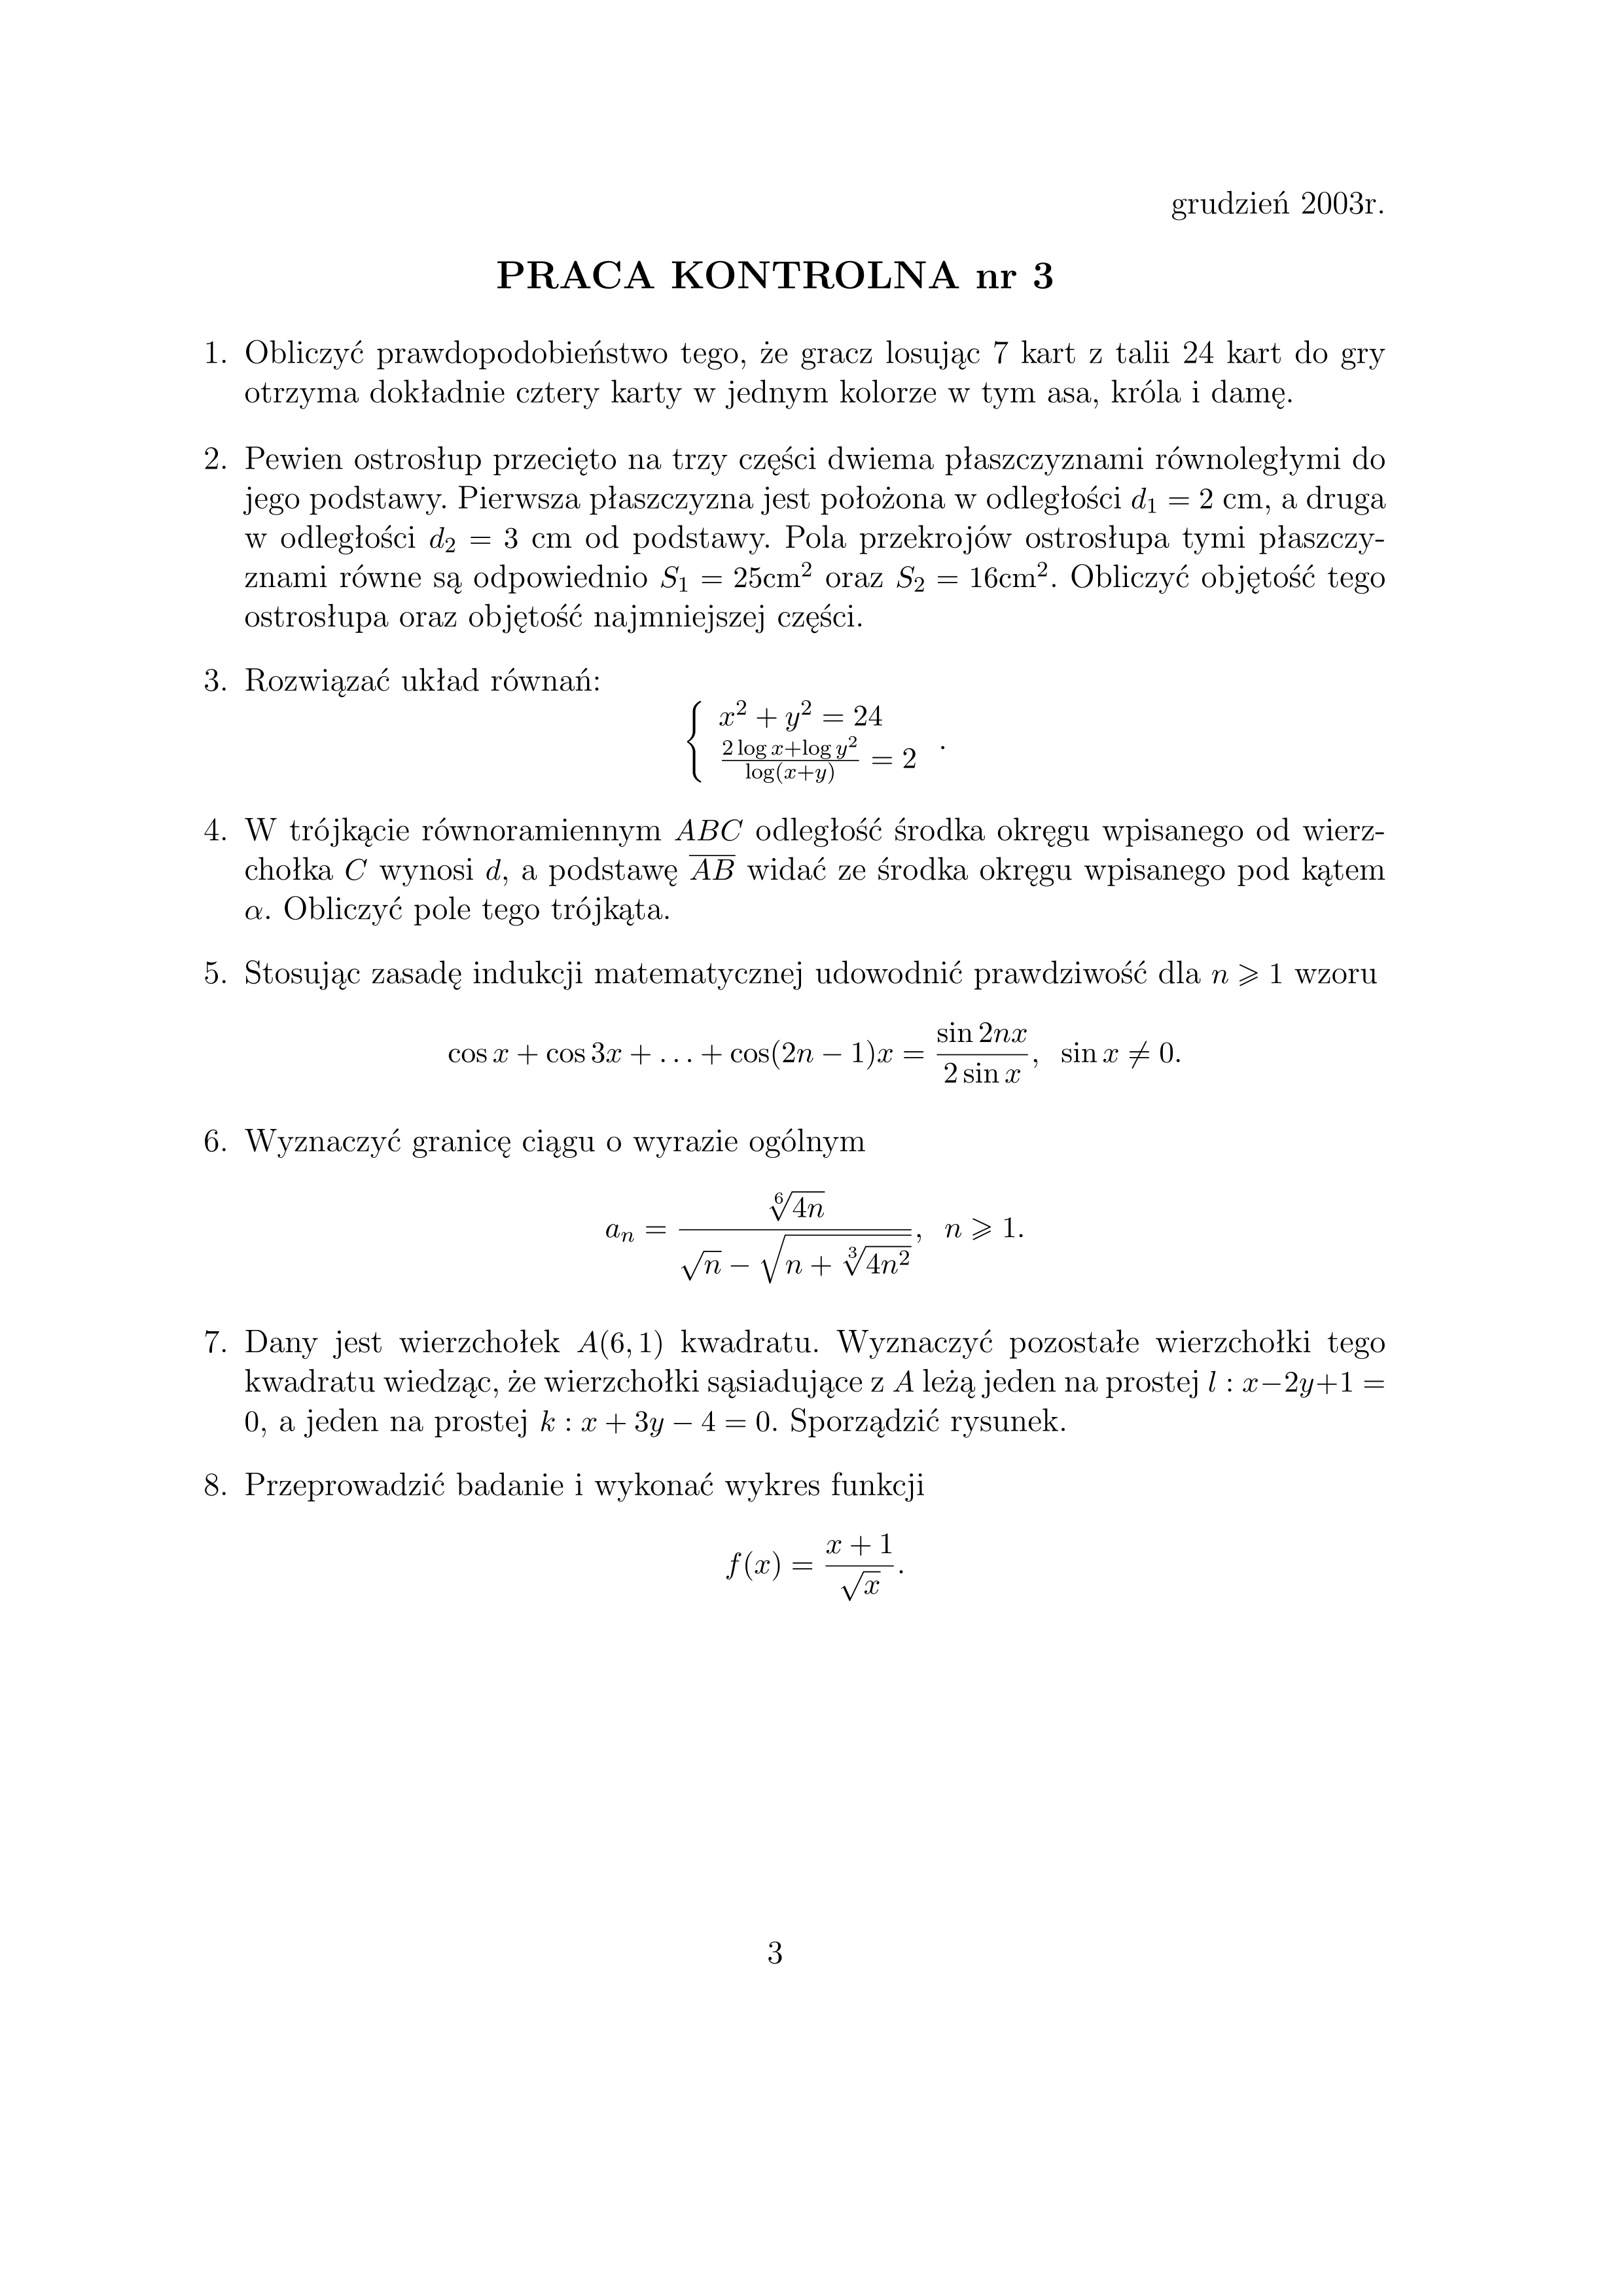 grudzień 2003r.
PRACA KONTROLNA nr 3
1. Obliczyć prawdopodobieństwo tego, że gracz losując 7 kart z talii 24 kart do gry
otrzyma dokładnie cztery karty w jednym kolorze w tym asa, króla i damę.
2. Pewien ostrosłup przecięto na trzy części dwiema płaszczyznami równoległymi do
jego podstawy. Pierwsza płaszczyzna jest położona w odległości $d_1 = 2$ cm, a druga
w odległości $d_2 = 3$ cm od podstawy. Pola przekrojów ostrosłupa tymi płaszczy-
znami równe są odpowiednio $S_1 = 25\text{cm}^2$ oraz $S_2 = 16\text{cm}^2$. Obliczyć objętość tego
ostrosłupa oraz objętość najmniejszej części.
3. Rozwiązać układ równań:
$\left\{ \begin{array}{l} x^2 + y^2 = 24 \\ \frac{2 \log x + \log y^2}{\log(x+y)} = 2 \end{array} \right.$.
4. W trójkącie równoramiennym $ABC$ odległość środka okręgu wpisanego od wierz-
chołka $C$ wynosi $d$, a podstawę $\overline{AB}$ widać ze środka okręgu wpisanego pod kątem
$\alpha$. Obliczyć pole tego trójkąta.
5. Stosując zasadę indukcji matematycznej udowodnić prawdziwość dla $n \geqslant 1$ wzoru
$\cos x + \cos 3x + \ldots + \cos(2n-1)x = \frac{\sin 2nx}{2 \sin x}, \ \sin x \neq 0.$
6. Wyznaczyć granicę ciągu o wyrazie ogólnym
$a_n = \frac{\sqrt[6]{4n}}{\sqrt{n} - \sqrt{n + \sqrt[3]{4n^2}}}, \ n \geqslant 1.$
7. Dany jest wierzchołek $A(6, 1)$ kwadratu. Wyznaczyć pozostałe wierzchołki tego
kwadratu wiedząc, że wierzchołki sąsiadujące z $A$ leżą jeden na prostej $l : x-2y+1 =$
$0$, a jeden na prostej $k : x + 3y - 4 = 0$. Sporządzić rysunek.
8. Przeprowadzić badanie i wykonać wykres funkcji
$f(x) = \frac{x+1}{\sqrt{x}}.$
3